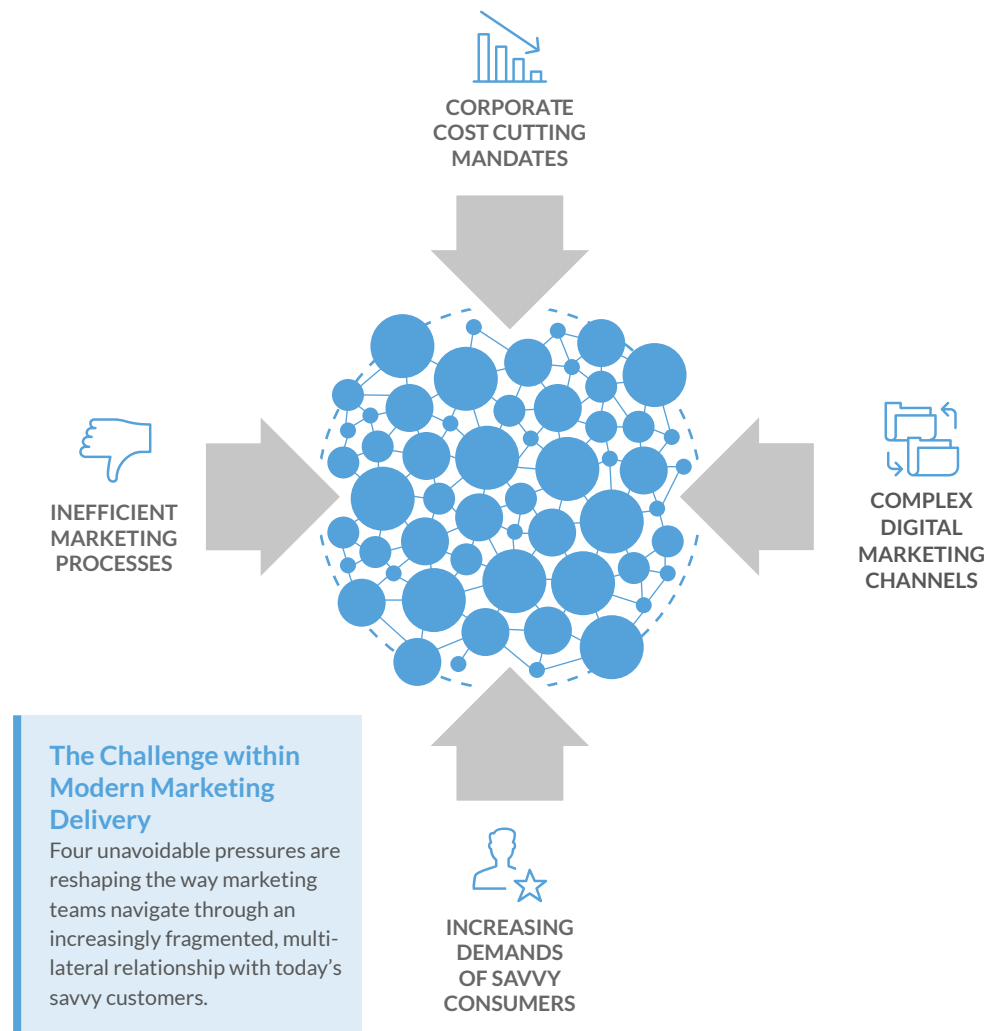 CORPORATE
COST CUTTING
MANDATES
INEFFICIENT
MARKETING
PROCESSES
COMPLEX
DIGITAL
MARKETING
CHANNELS
The Challenge within
Modern Marketing
Delivery
Four unavoidable pressures are
reshaping the way marketing
teams navigate through an
increasingly fragmented, multi-
lateral relationship with today’s
savvy customers.
INCREASING
DEMANDS
OF SAVVY
CONSUMERS